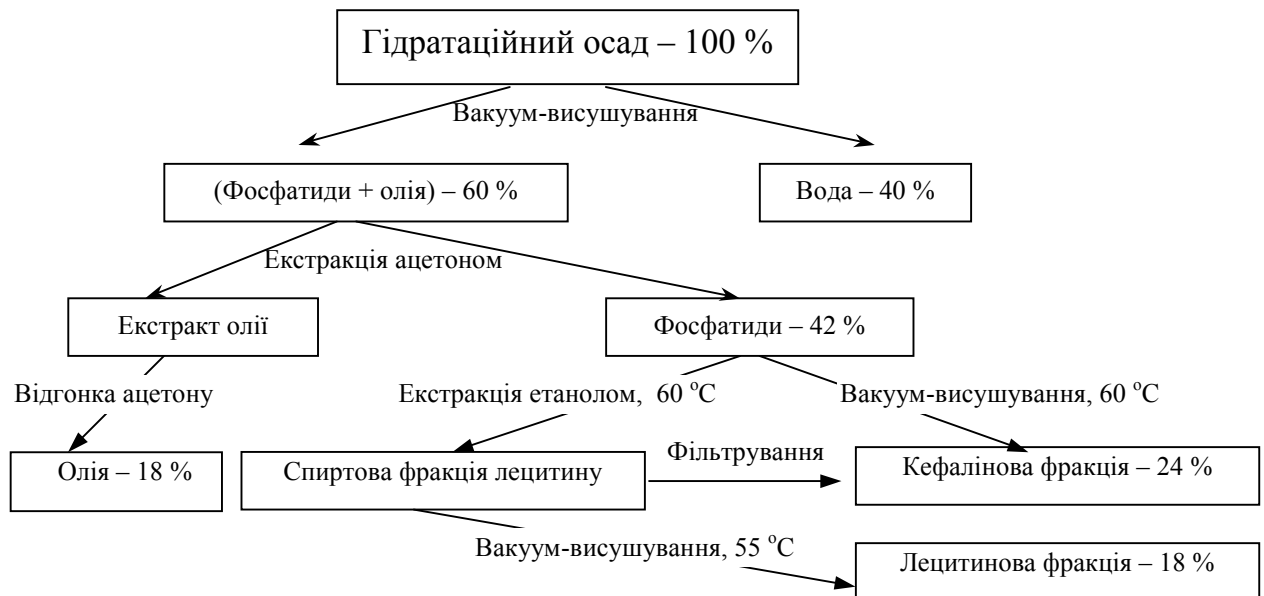 Гідратаційний осад – 100 %
Вакуум-висушування
(Фосфатиди + олія) – 60 %
Вода – 40 %
Екстракція ацетоном
Екстракт олії
Фосфатиди – 42 %
Відгонка ацетону
Екстракція етанолом, 60 °С
Вакуум-висушування, 60 °С
Олія – 18 %
Спиртова фракція лецитину
Фільтрування
Кефалінова фракція – 24 %
Вакуум-висушування, 55 °С
Лецитинова фракція – 18 %